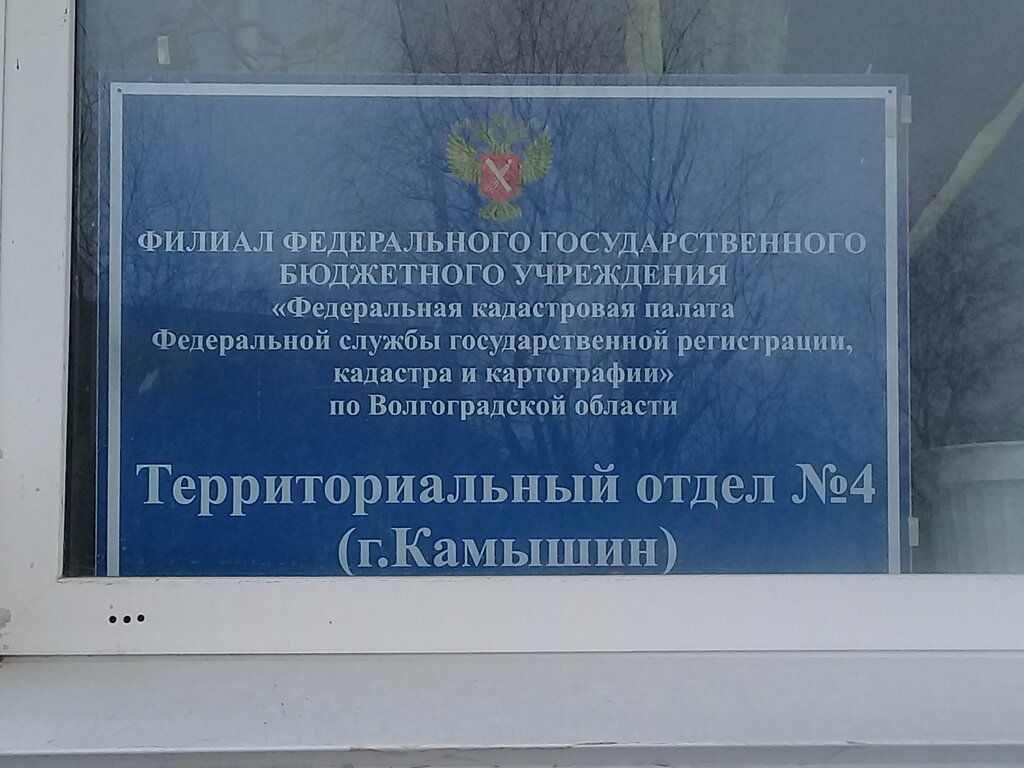 ФИЛИАЛ ФЕДЕРАЛЬНОГО ГОСУДАРСТВЕННОГО
БЮДЖЕТНОГО УЧРЕЖДЕНИЯ
«Федеральная кадастровая палата
Федеральной службы государственной регистрации,
кадастра и картографии»
по Волгоградской области
Территориальный отдел №4
(г.Камышин)